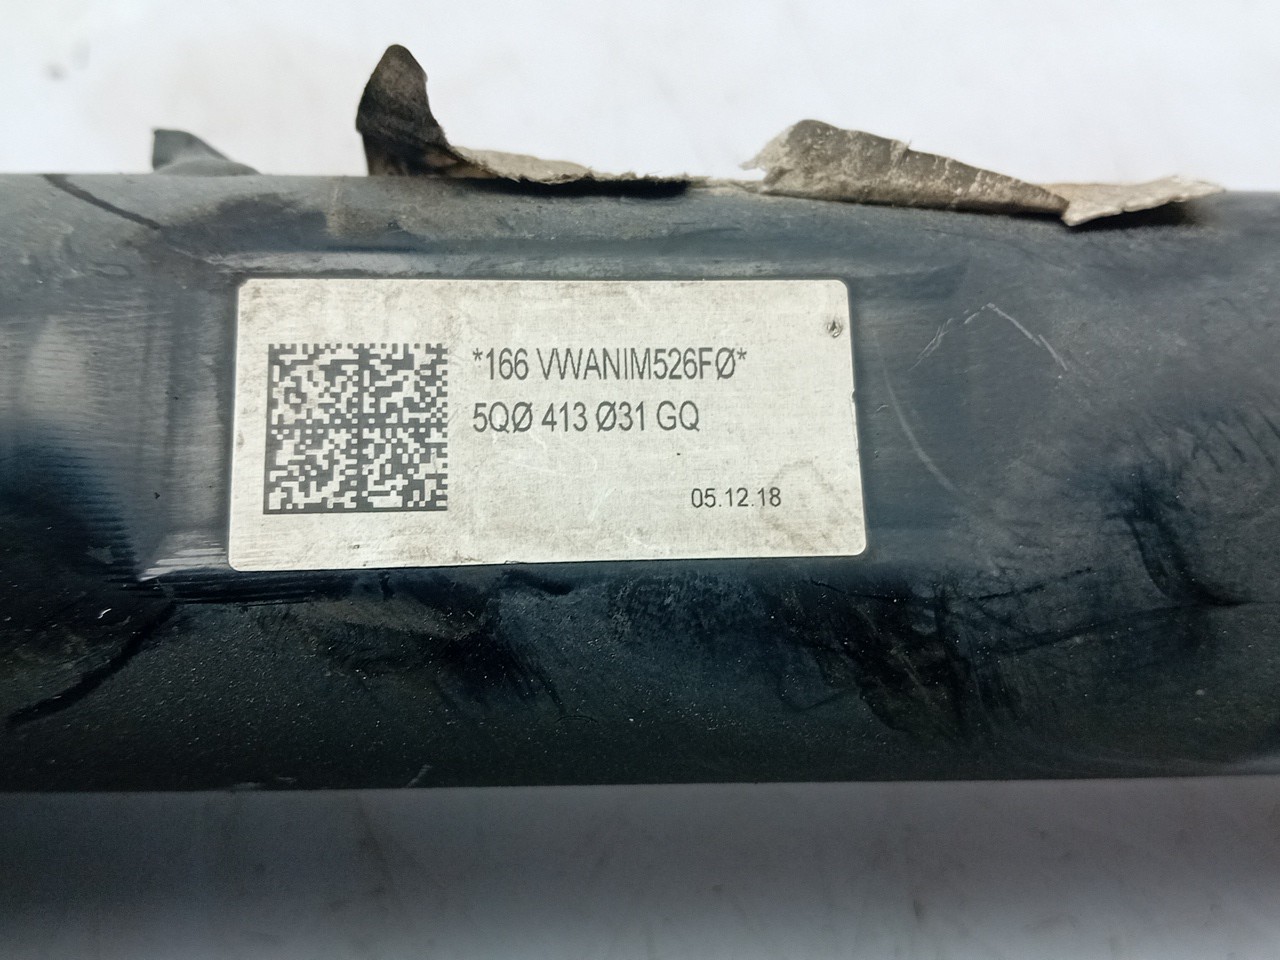 *166 VWANIM526FØ*
5QØ 413 Ø31 GQ
05.12.18